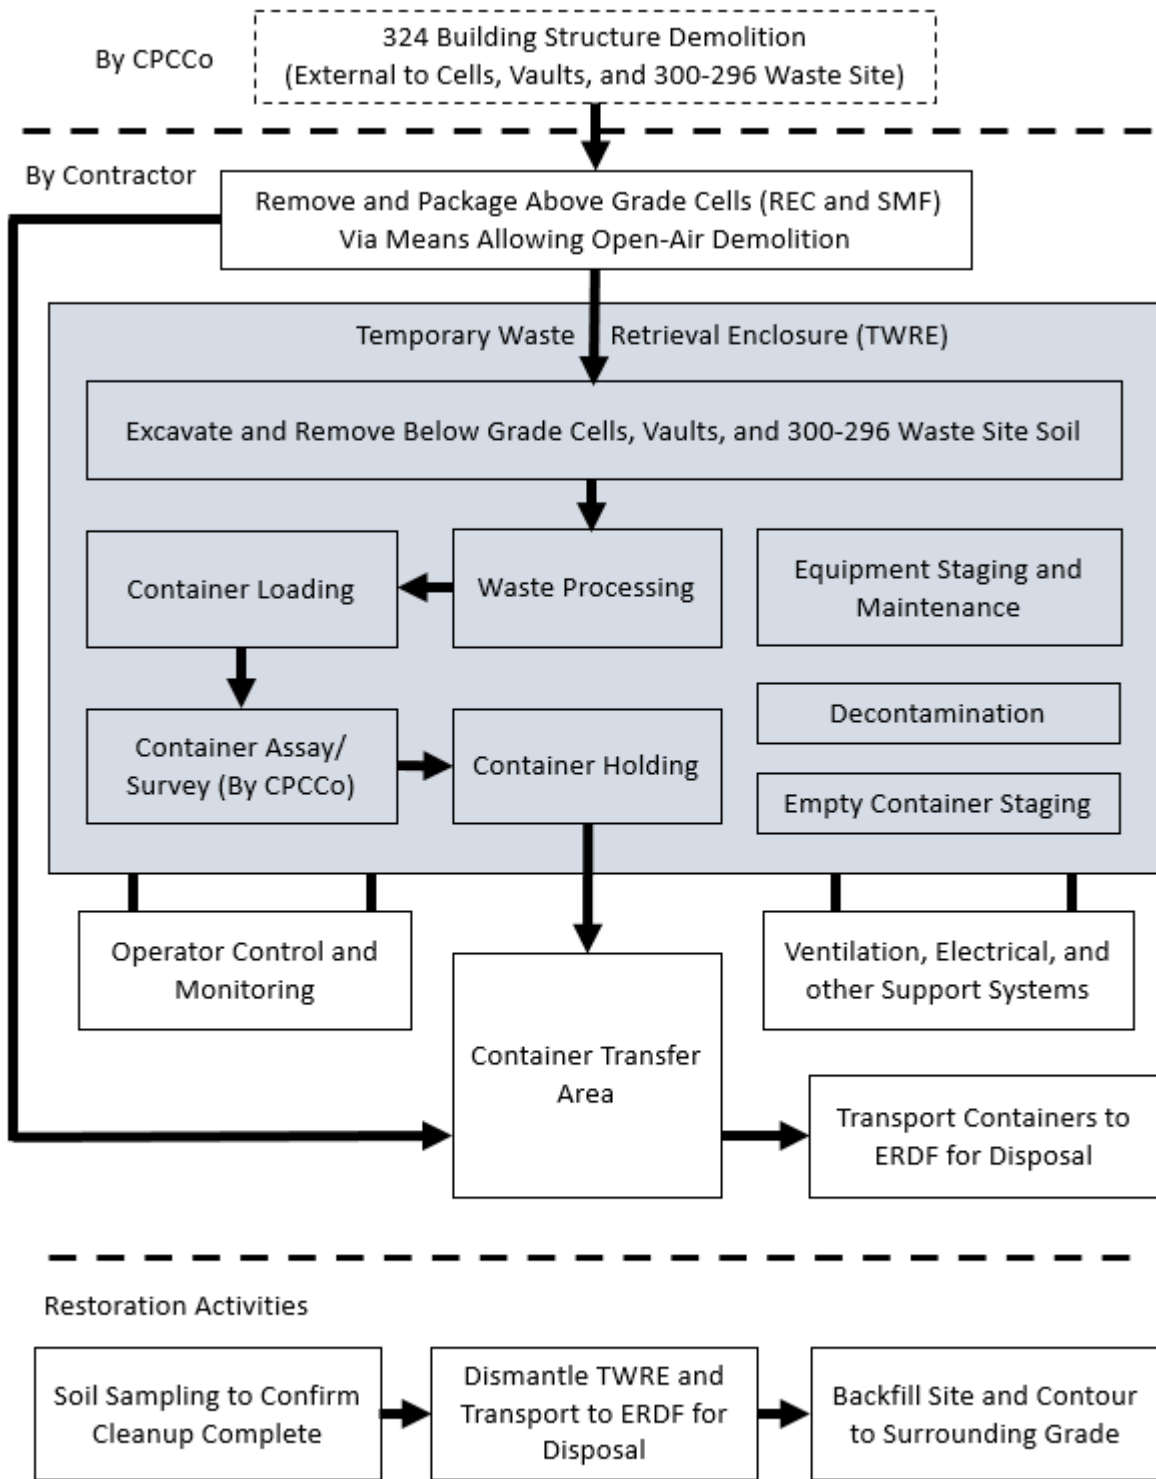 By CPCCo
324 Building Structure Demolition
(External to Cells, Vaults, and 300-296 Waste Site)
By Contractor
Remove and Package Above Grade Cells (REC and SMF)
Via Means Allowing Open-Air Demolition
Temporary Waste Retrieval Enclosure (TWRE)
Excavate and Remove Below Grade Cells, Vaults, and 300-296 Waste Site Soil
Container Loading
Waste Processing
Equipment Staging and
Maintenance
Container Assay/
Survey (By CPCCo)
Container Holding
Decontamination
Empty Container Staging
Operator Control and
Monitoring
Ventilation, Electrical, and
other Support Systems
Container Transfer
Area
Transport Containers to
ERDF for Disposal
Restoration Activities
Soil Sampling to Confirm
Cleanup Complete
Dismantle TWRE and
Transport to ERDF for
Disposal
Backfill Site and Contour
to Surrounding Grade